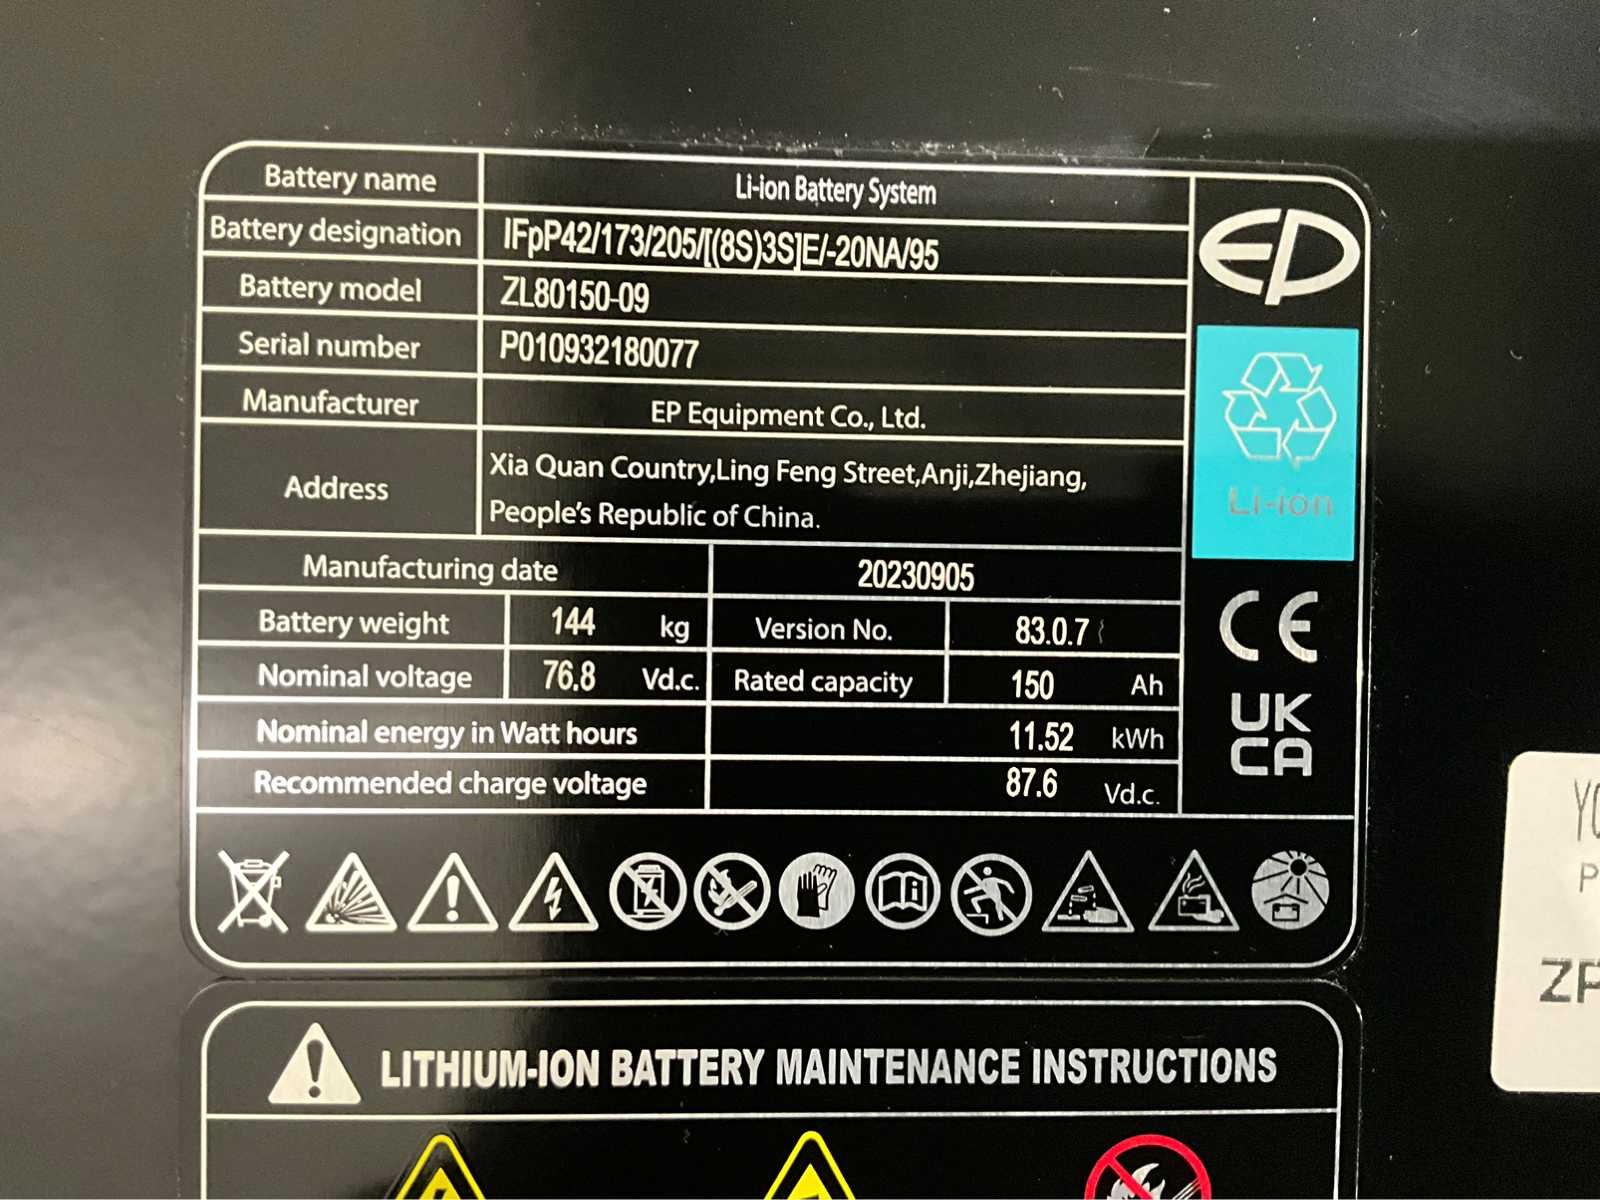 Battery name Li-ion Battery System
Battery designation IFpP42/173/205/[(8S)3S]E/-20NA/95
Battery model ZL80150-09
Serial number P010932180077
Manufacturer EP Equipment Co., Ltd.
Address Xia Quan Country,Ling Feng Street,Anji,Zhejiang,
People's Republic of China.
Manufacturing date 20230905
Battery weight 144 kg Version No. 83.0.7
Nominal voltage 76.8 Vd.c. Rated capacity 150 Ah
Nominal energy in Watt hours 11.52 kWh
Recommended charge voltage 87.6 Vd.c.
EP
Li-ion
CE
UK
CA
LITHIUM-ION BATTERY MAINTENANCE INSTRUCTIONS